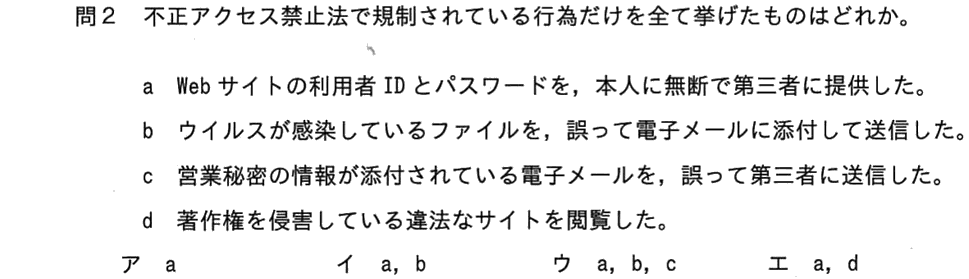 問2 不正アクセス禁止法で規制されている行為だけを全て挙げたものはどれか。
a Webサイトの利用者IDとパスワードを，本人に無断で第三者に提供した。
b ウイルスが感染しているファイルを，誤って電子メールに添付して送信した。
c 営業秘密の情報が添付されている電子メールを，誤って第三者に送信した。
d 著作権を侵害している違法なサイトを閲覧した。
ア a イ a, b ウ a, b, c エ a, d